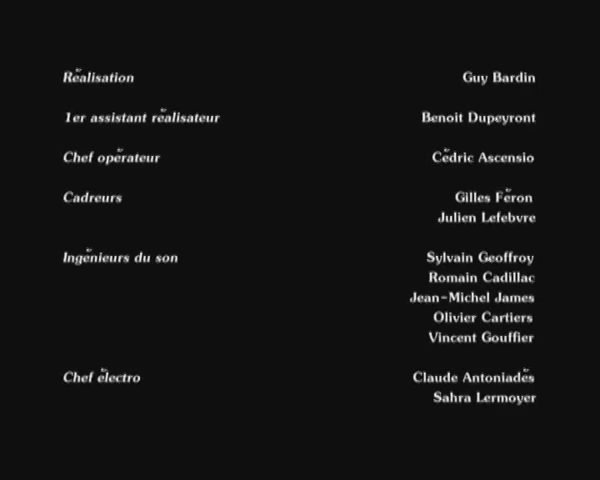 Réalisation Guy Bardin
1er assistant réalisateur Benoit Dupeyront
Chef opérateur Cédric Ascensio
Cadreurs Gilles Féron
Julien Lefebvre
Ingénieurs du son Sylvain Geoffroy
Romain Cadillac
Jean-Michel James
Olivier Cartiers
Vincent Gouffier
Chef électro Claude Antoniadès
Sahra Lermoyer